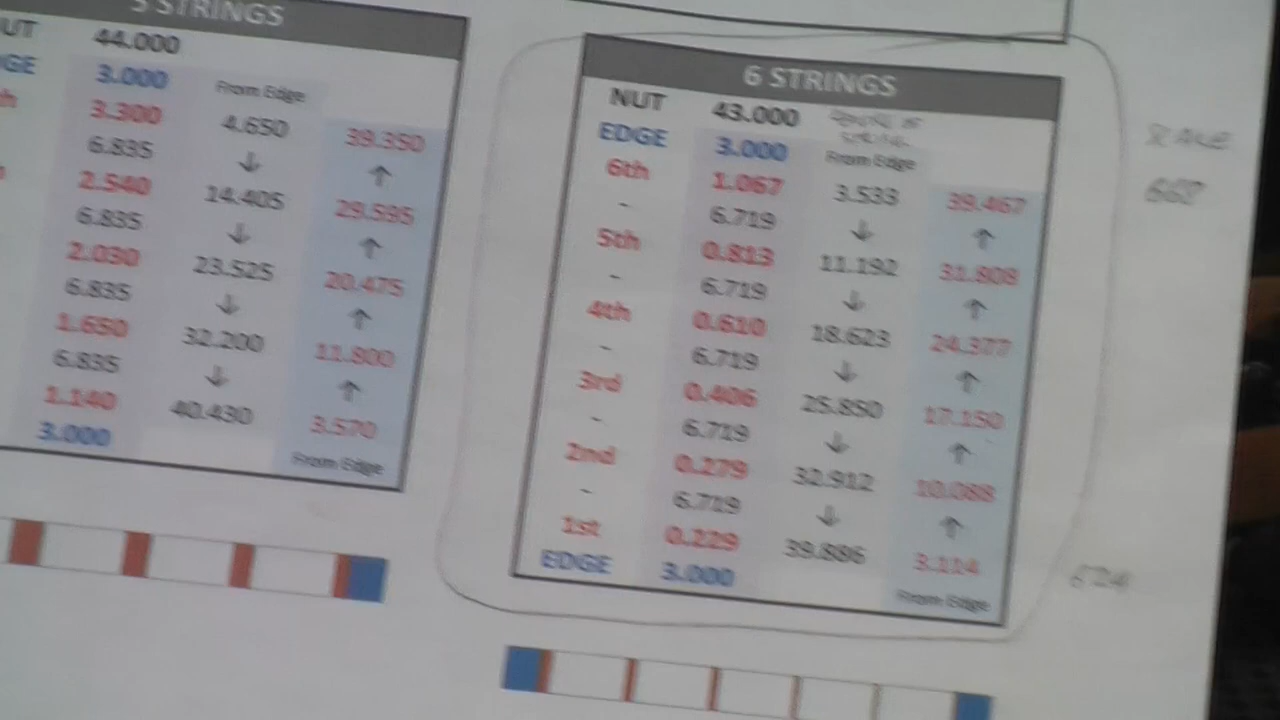 5 STRINGS
UT 44.000
GE 3.000 From Edge
h 3.300 4.650 39.350
6.835 ↓ ↑
2.540 14.405 29.595
6.835 ↓ ↑
2.030 23.525 20.475
6.835 ↓ ↑
1.650 32.200 11.800
6.835 ↓ ↑
1.140 40.430 3.570
3.000 From Edge
6 STRINGS
NUT 43.000
EDGE 3.000 From Edge
6th 1.067 3.533 39.467
- 6.719 ↓ ↑
5th 0.813 11.192 31.808
- 6.719 ↓ ↑
4th 0.610 18.623 24.377
- 6.719 ↓ ↑
3rd 0.406 25.850 17.150
- 6.719 ↓ ↑
2nd 0.279 32.912 10.088
- 6.719 ↓ ↑
1st 0.229 39.886 3.114
EDGE 3.000 From Edge
SCALE